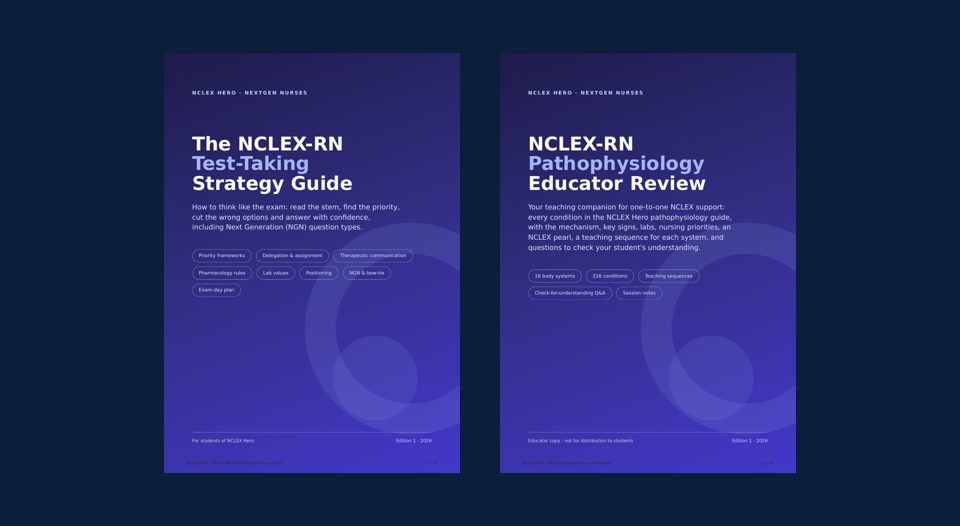 NCLEX HERO · NEXTGEN NURSES
The NCLEX-RN
Test-Taking
Strategy Guide
How to think like the exam: read the stem, find the priority,
cut the wrong options and answer with confidence,
including Next Generation (NGN) question types.
Priority frameworks
Delegation & assignment
Therapeutic communication
Pharmacology rules
Lab values
Positioning
NGN & bow-tie
Exam-day plan
For students of NCLEX Hero
Edition 1 · 2026
NCLEX HERO · NEXTGEN NURSES
NCLEX-RN
Pathophysiology
Educator Review
Your teaching companion for one-to-one NCLEX support:
every condition in the NCLEX Hero pathophysiology guide,
with the mechanism, key signs, labs, nursing priorities, an
NCLEX pearl, a teaching sequence for each system, and
questions to check your student's understanding.
16 body systems
216 conditions
Teaching sequences
Check-for-understanding Q&A
Session notes
Educator copy · not for distribution to students
Edition 1 · 2026